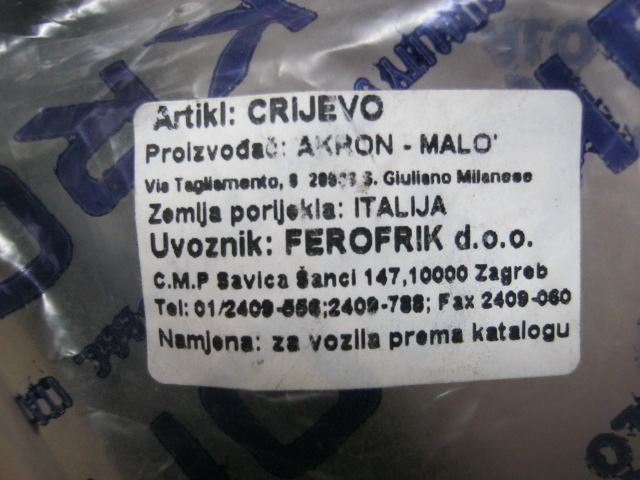 Artikl: CRIJEVO
Proizvođač: AKRON - MALO'
Via Tagliamento, S. Giuliano Milanese
Zemlja porijekla: ITALIJA
Uvoznik: FEROFRIK d.o.o.
C.M.P Savica Šanci 147,10000 Zagreb
Tel: 01/2409-556;2409-788; Fax 2409-060
Namjena: za vozila prema katalogu